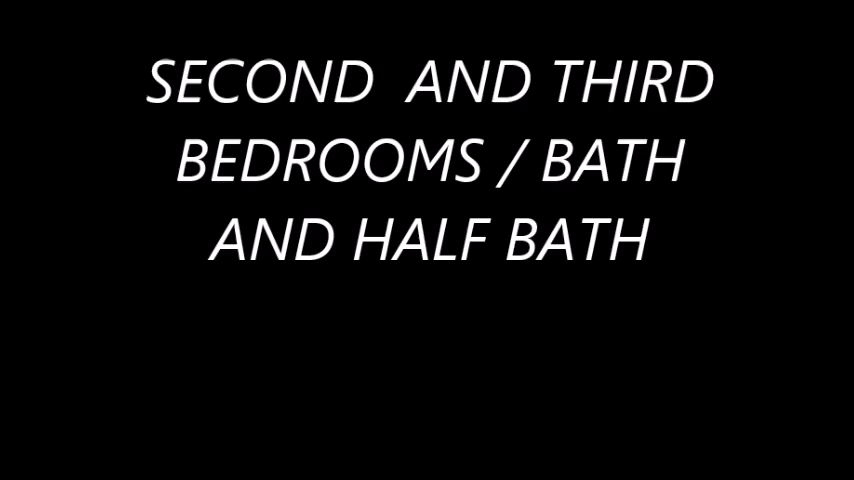 SECOND  AND THIRD
BEDROOMS / BATH
AND HALF BATH